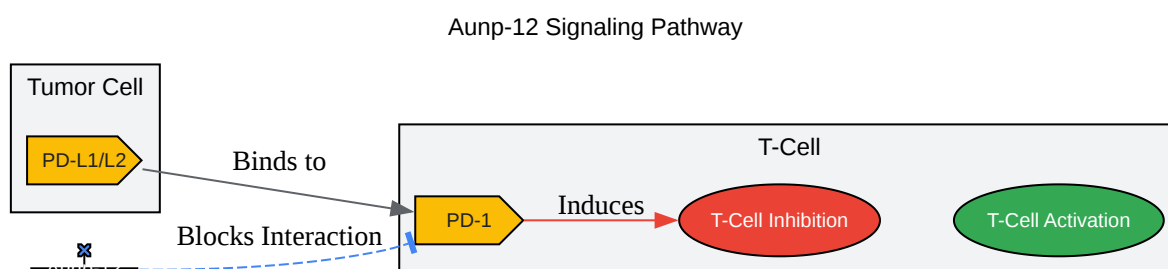 Aunp-12 Signaling Pathway
Tumor Cell
T-Cell
PD-L1/L2
Binds to
PD-1
Induces
T-Cell Inhibition
T-Cell Activation
Blocks Interaction